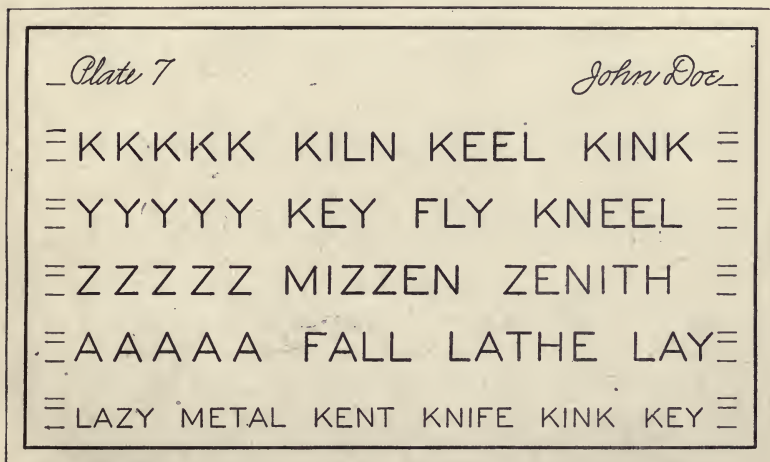 Plate 7 John Doe
KKKKK KILN KEEL KINK
YYYYY KEY FLY KNEEL
ZZZZZ MIZZEN ZENITH
AAAAA FALL LATHE LAY
LAZY METAL KENT KNIFE KINK KEY